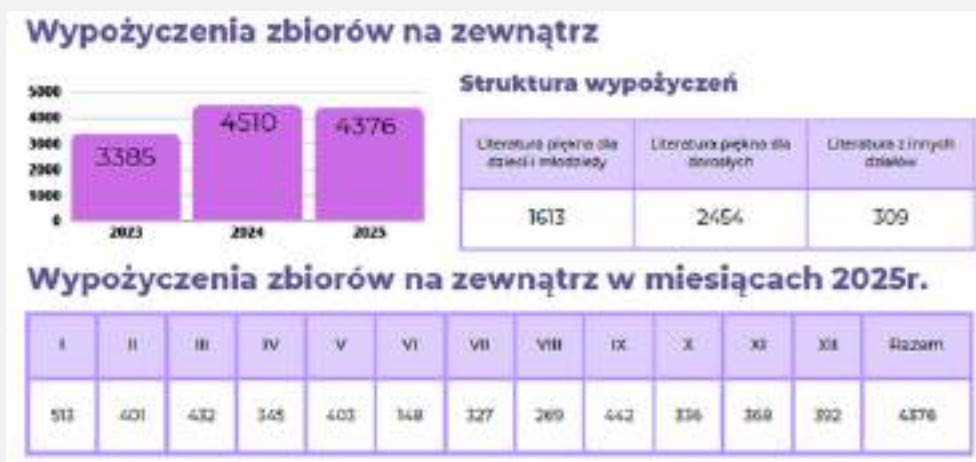 Wypożyczenia zbiorów na zewnątrz
5000
4000
3000
2000
1000
0
3385
4510
4376
2023 2024 2025
Struktura wypożyczeń
Literatura piękna dla dzieci i młodzieży
Literatura piękna dla dorosłych
Literatura z innych działów
1613 2454 309
Wypożyczenia zbiorów na zewnątrz w miesiącach 2025r.
I II III IV V VI VII VIII IX X XI XII Razem
513 401 432 345 403 148 327 269 442 336 368 392 4376